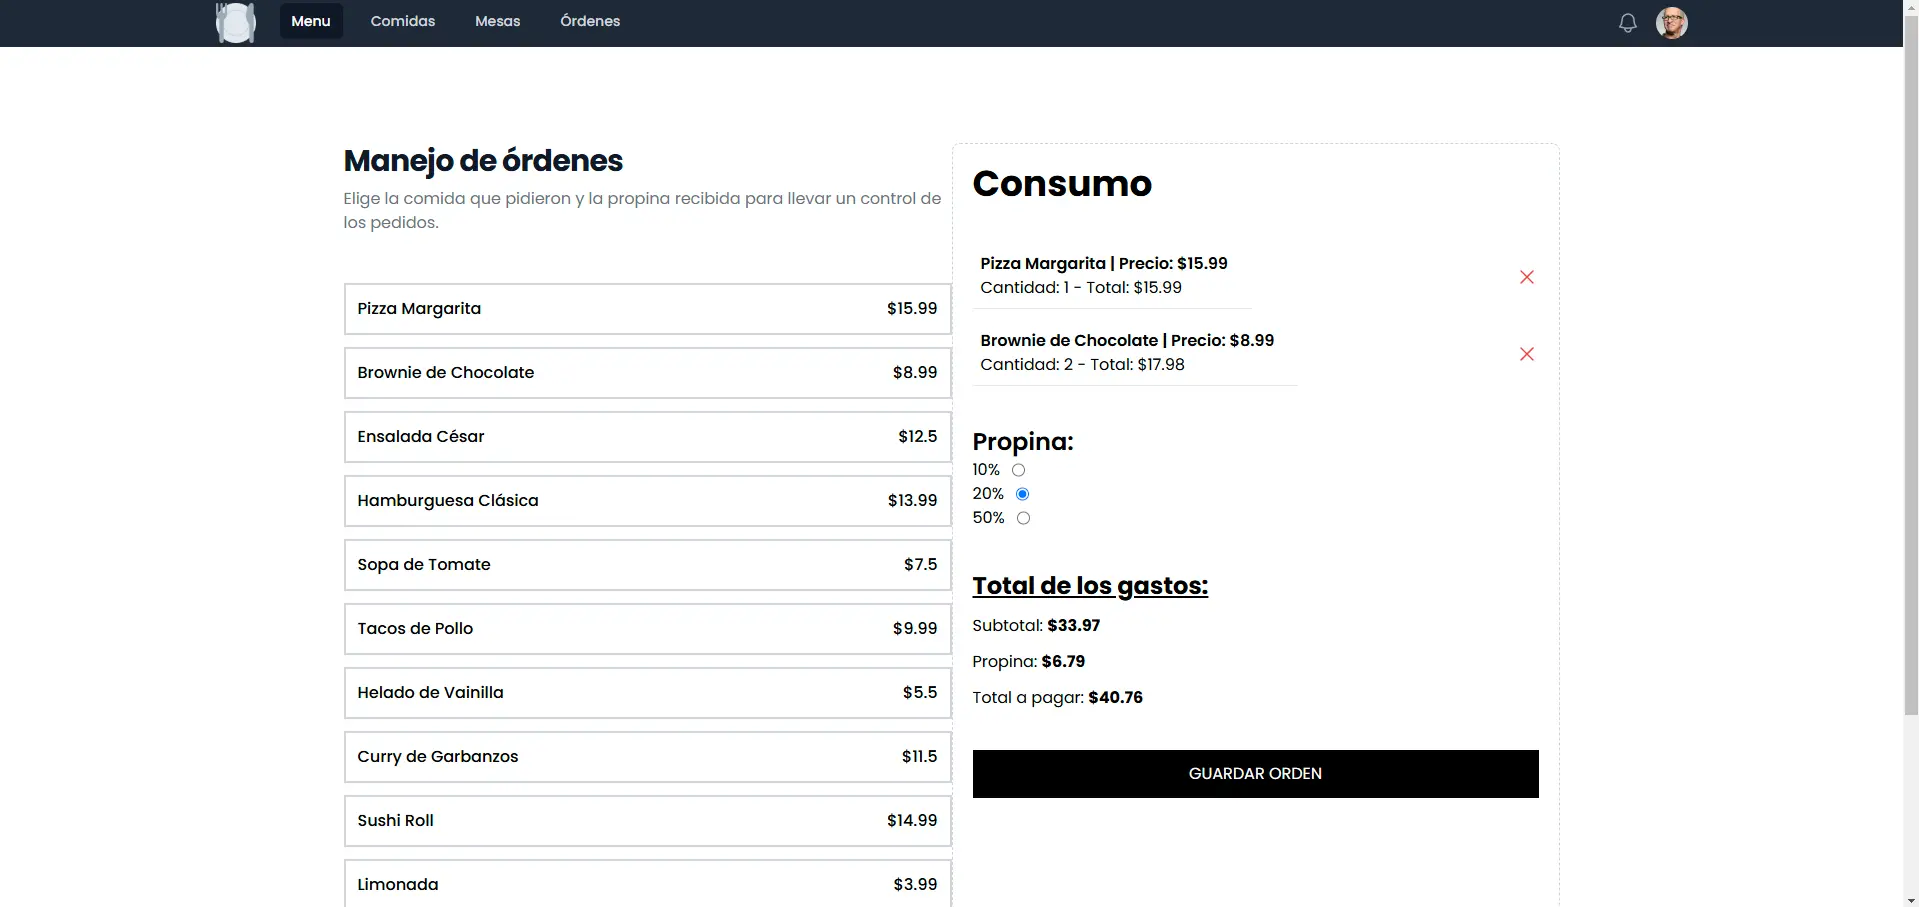 Menu
Comidas
Mesas
Órdenes
Manejo de órdenes
Elige la comida que pidieron y la propina recibida para llevar un control de
los pedidos.
Pizza Margarita $15.99
Brownie de Chocolate $8.99
Ensalada César $12.5
Hamburguesa Clásica $13.99
Sopa de Tomate $7.5
Tacos de Pollo $9.99
Helado de Vainilla $5.5
Curry de Garbanzos $11.5
Sushi Roll $14.99
Limonada $3.99
Consumo
Pizza Margarita | Precio: $15.99
Cantidad: 1 - Total: $15.99
Brownie de Chocolate | Precio: $8.99
Cantidad: 2 - Total: $17.98
Propina:
10%
20%
50%
Total de los gastos:
Subtotal: $33.97
Propina: $6.79
Total a pagar: $40.76
GUARDAR ORDEN